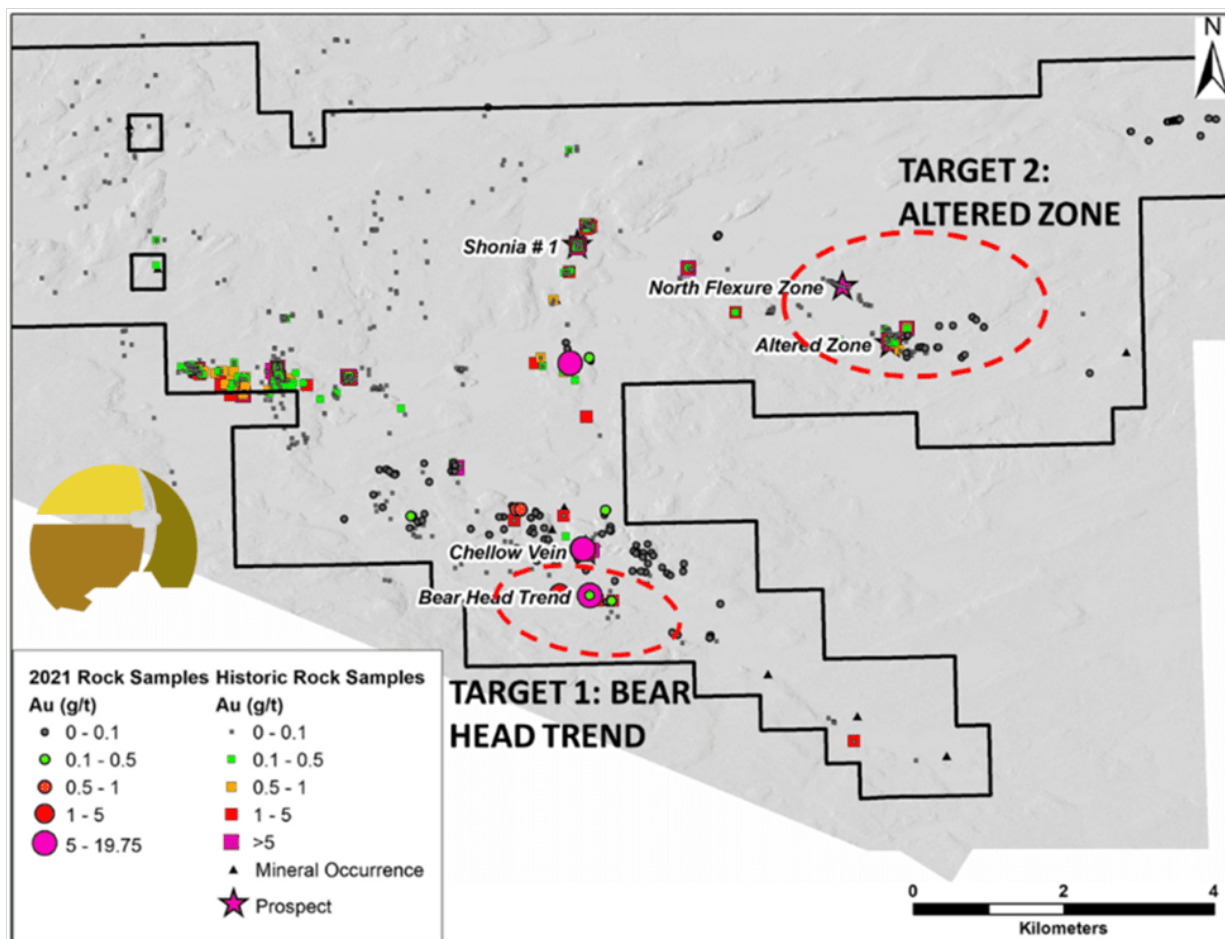 N
TARGET 2:
ALTERED ZONE
Shonia # 1
North Flexure Zone
Altered Zone
Chellow Vein
Bear Head Trend
TARGET 1: BEAR
HEAD TREND
2021 Rock Samples Historic Rock Samples
Au (g/t) Au (g/t)
0 - 0.1 0 - 0.1
0.1 - 0.5 0.1 - 0.5
0.5 - 1 0.5 - 1
1 - 5 1 - 5
5 - 19.75 >5
Mineral Occurrence
Prospect
0 2 4
Kilometers